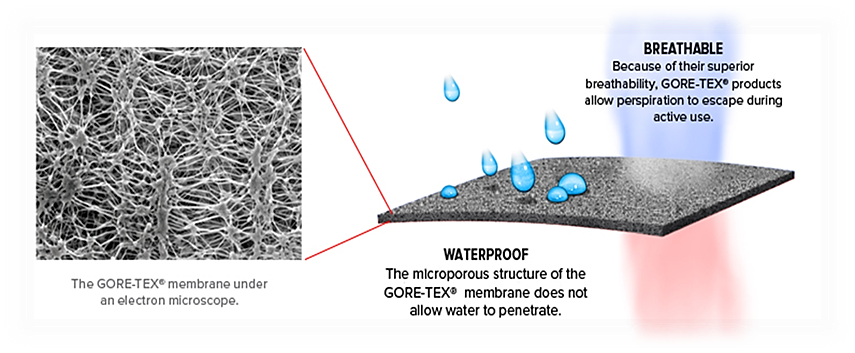 BREATHABLE
Because of their superior
breathability, GORE-TEX® products
allow perspiration to escape during
active use.
WATERPROOF
The microporous structure of the
GORE-TEX® membrane does not
allow water to penetrate.
The GORE-TEX® membrane under
an electron microscope.